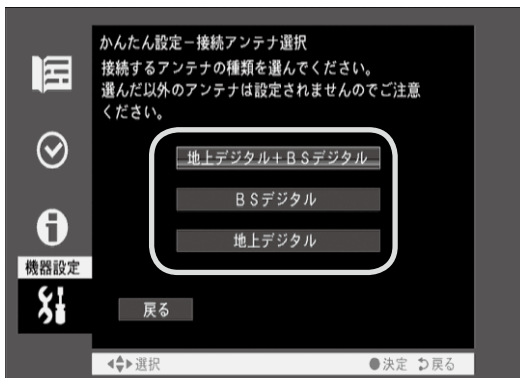 かんたん設定－接続アンテナ選択
接続するアンテナの種類を選んでください。
選んだ以外のアンテナは設定されませんのでご注意
ください。
地上デジタル＋ＢＳデジタル
ＢＳデジタル
地上デジタル
機器設定
戻る
選択 ●決定 戻る